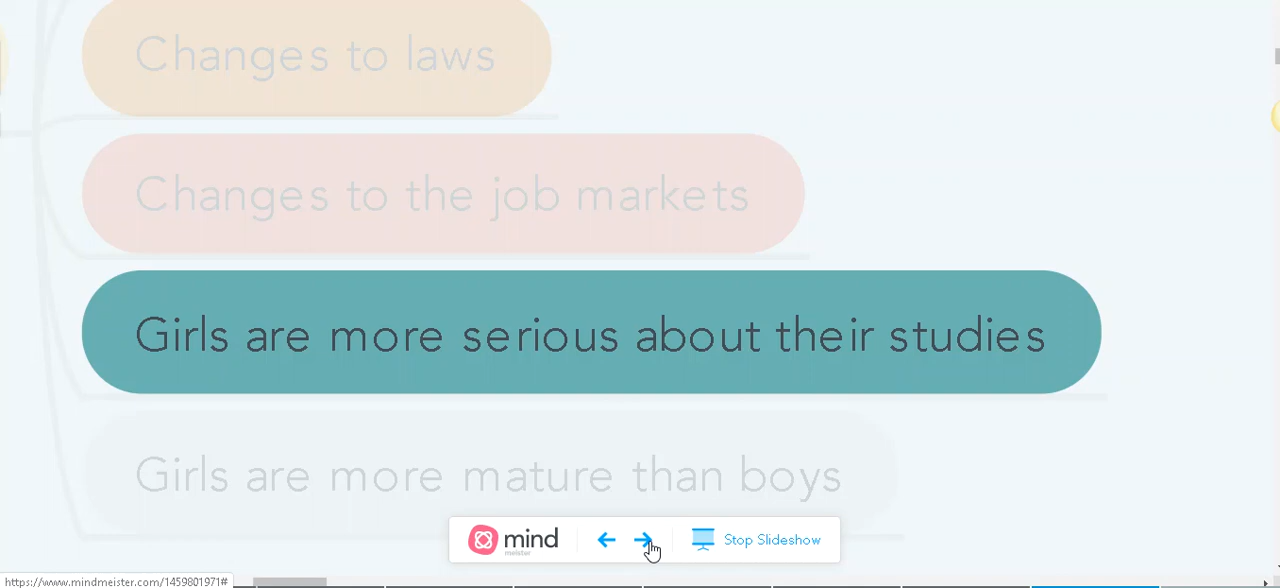 Changes to laws
Changes to the job markets
Girls are more serious about their studies
Girls are more mature than boys
mind
meister
Stop Slideshow
https://www.mindmeister.com/1459801971#